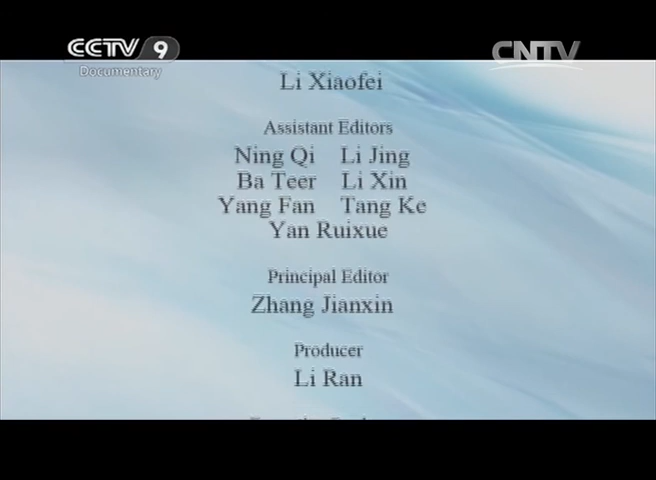 CCTV 9 CNTV
Documentary
Li Xiaofei
Assistant Editors
Ning Qi Li Jing
Ba Teer Li Xin
Yang Fan Tang Ke
Yan Ruixue
Principal Editor
Zhang Jianxin
Producer
Li Ran